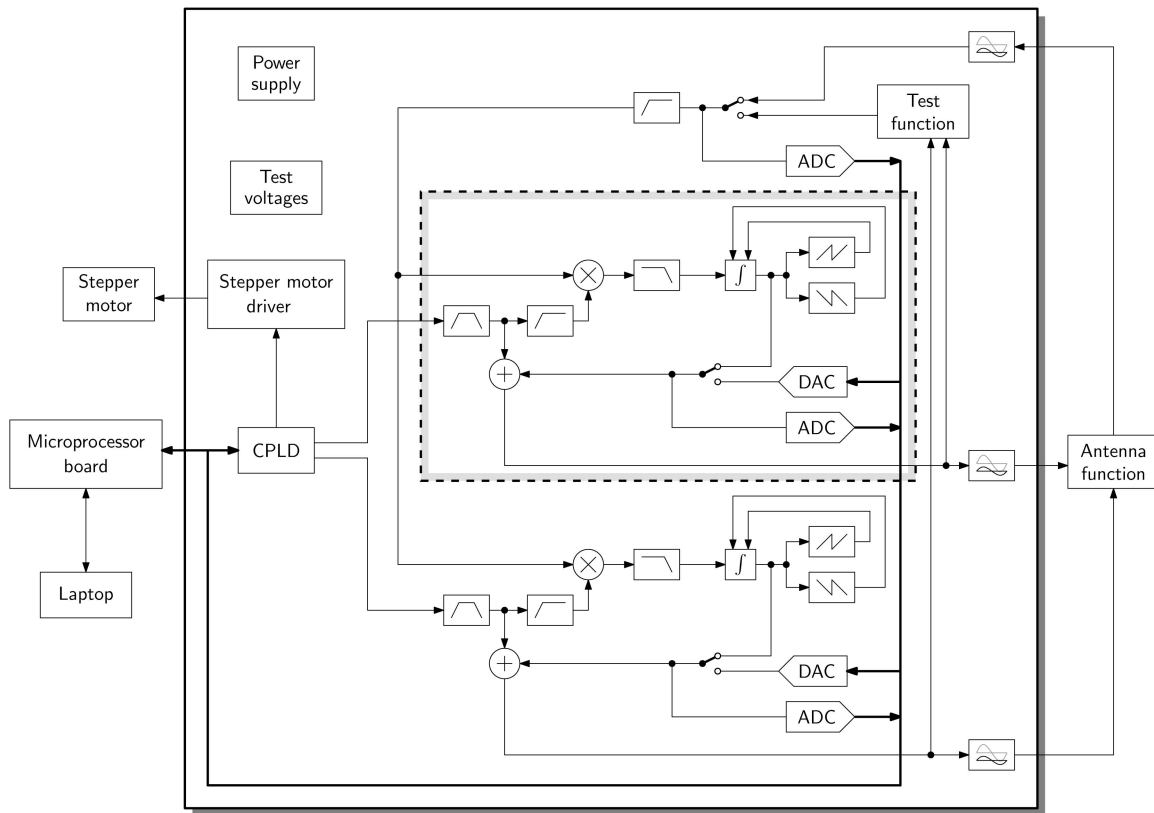 Power
supply
Test
function
ADC
Test
voltages
∫
Stepper
motor
Stepper motor
driver
×
+
DAC
ADC
Microprocessor
board
CPLD
Antenna
function
∫
×
Laptop
+
DAC
ADC